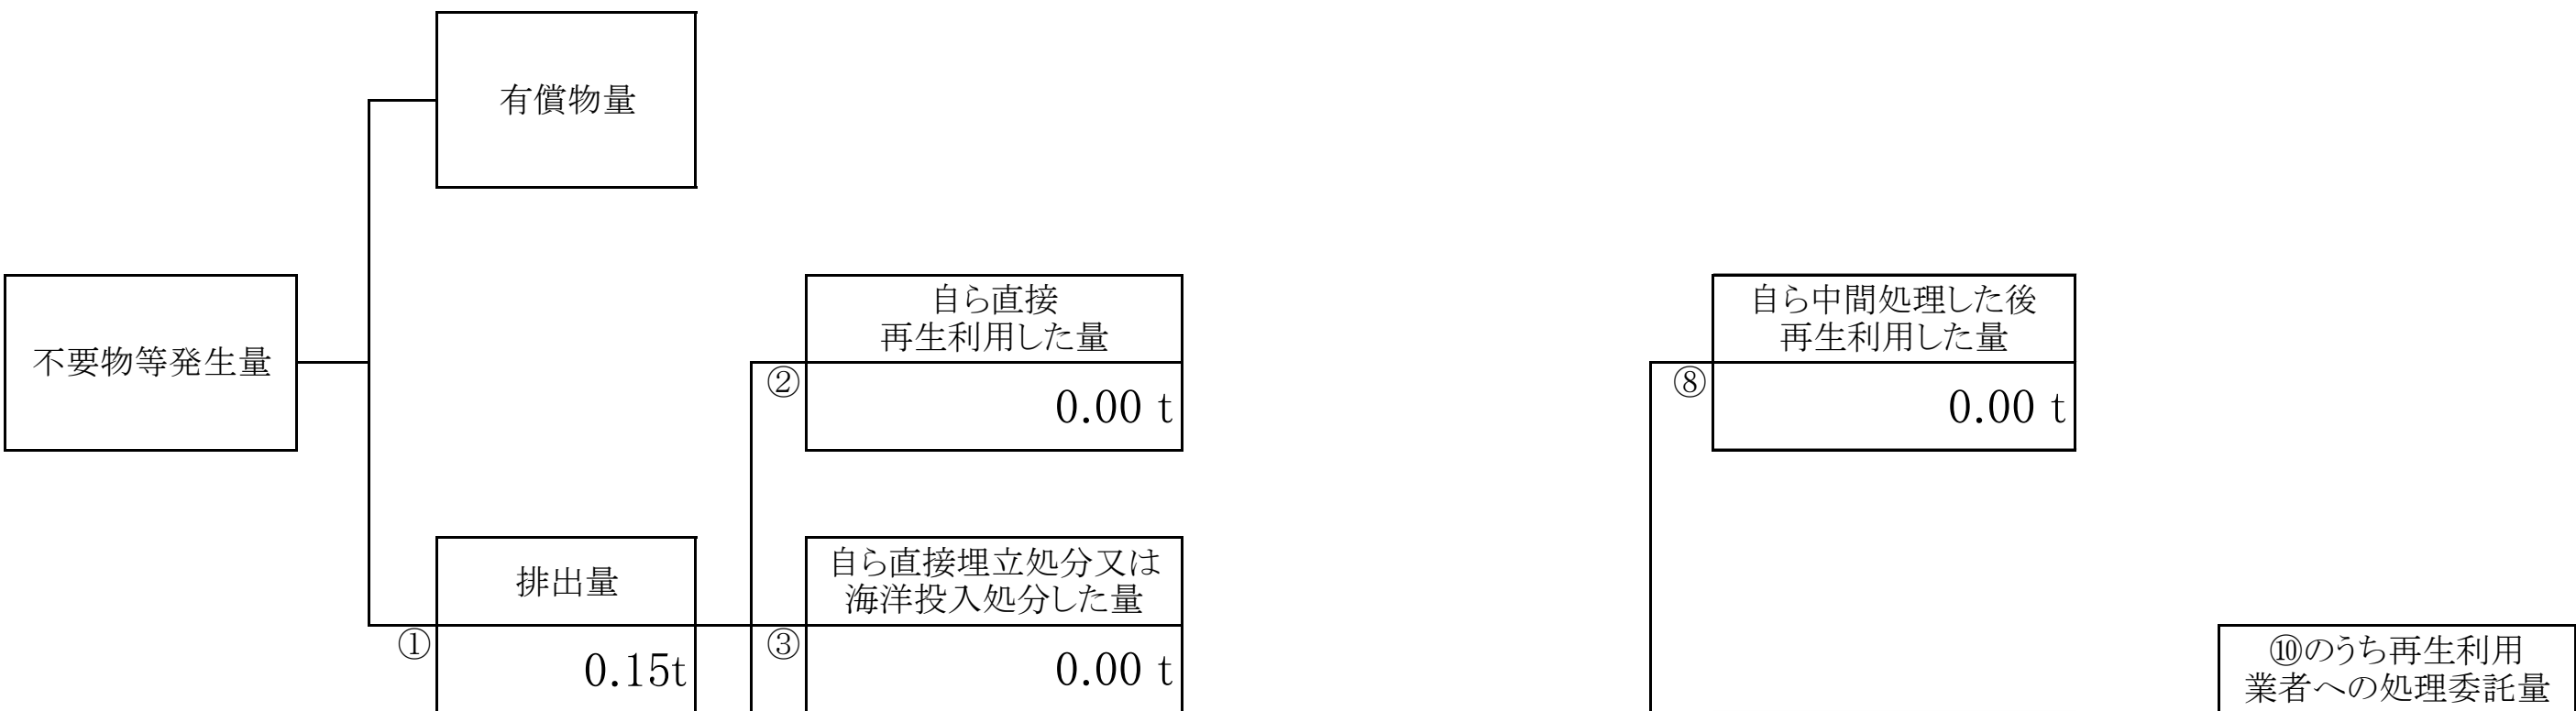 有償物量
不要物等発生量
自ら直接
再生利用した量
②
0.00 t
自ら中間処理した後
再生利用した量
⑧
0.00 t
排出量
①
0.15t
自ら直接埋立処分又は
海洋投入処分した量
③
0.00 t
⑩のうち再生利用
業者への処理委託量